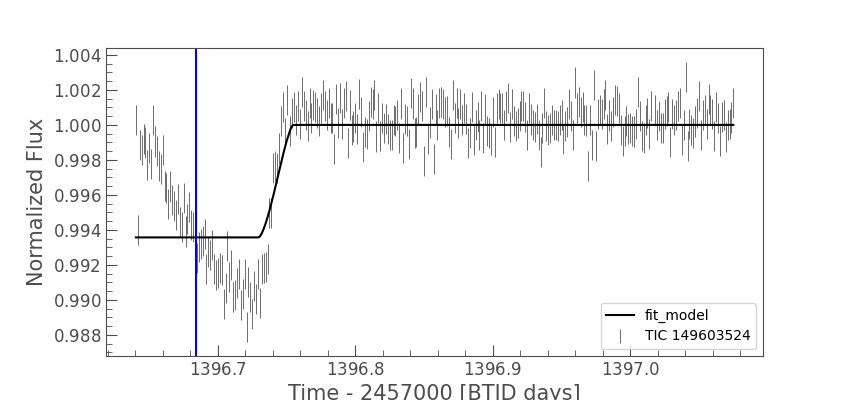 1.004
1.002
1.000
0.998
0.996
0.994
0.992
0.990
0.988
Normalized Flux
fit_model
TIC 149603524
1396.7 1396.8 1396.9 1397.0
Time - 2457000 [BTJD days]